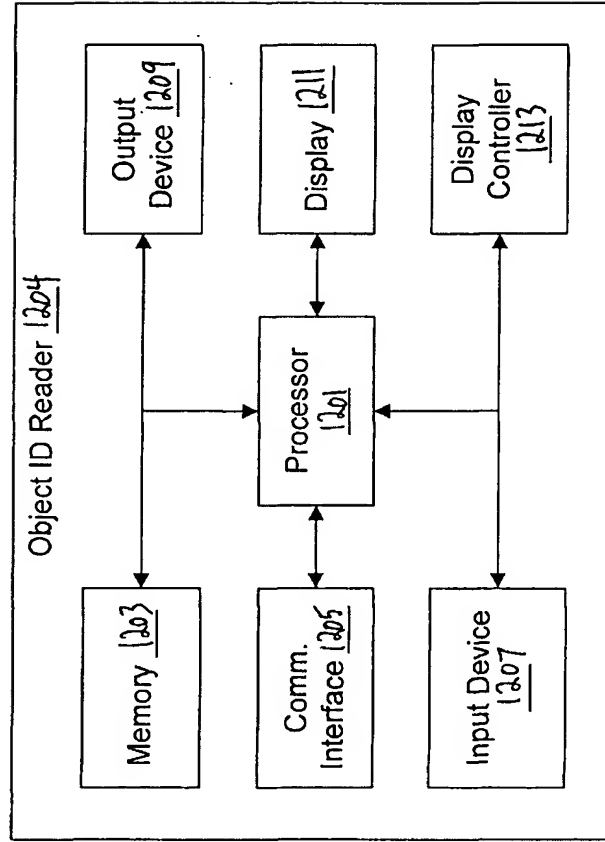 Object ID Reader 1204
Memory 1203
Output
Device 1209
Comm.
Interface 1205
Processor
1201
Display 1211
Input Device
1207
Display
Controller
1213